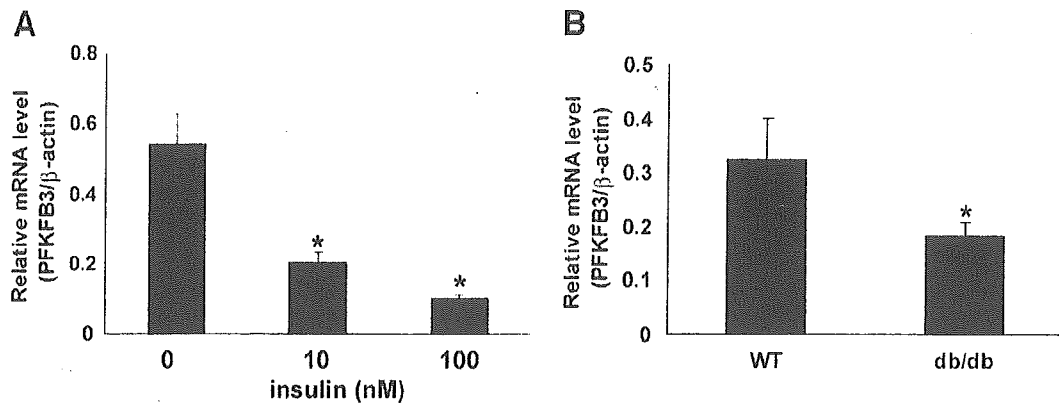 A
Relative mRNA level
(PFKFB3/β-actin)
0.8
0.6
0.4
0.2
0
*
*
0 10 100
insulin (nM)
B
Relative mRNA level
(PFKFB3/β-actin)
0.5
0.4
0.3
0.2
0.1
0
*
WT db/db